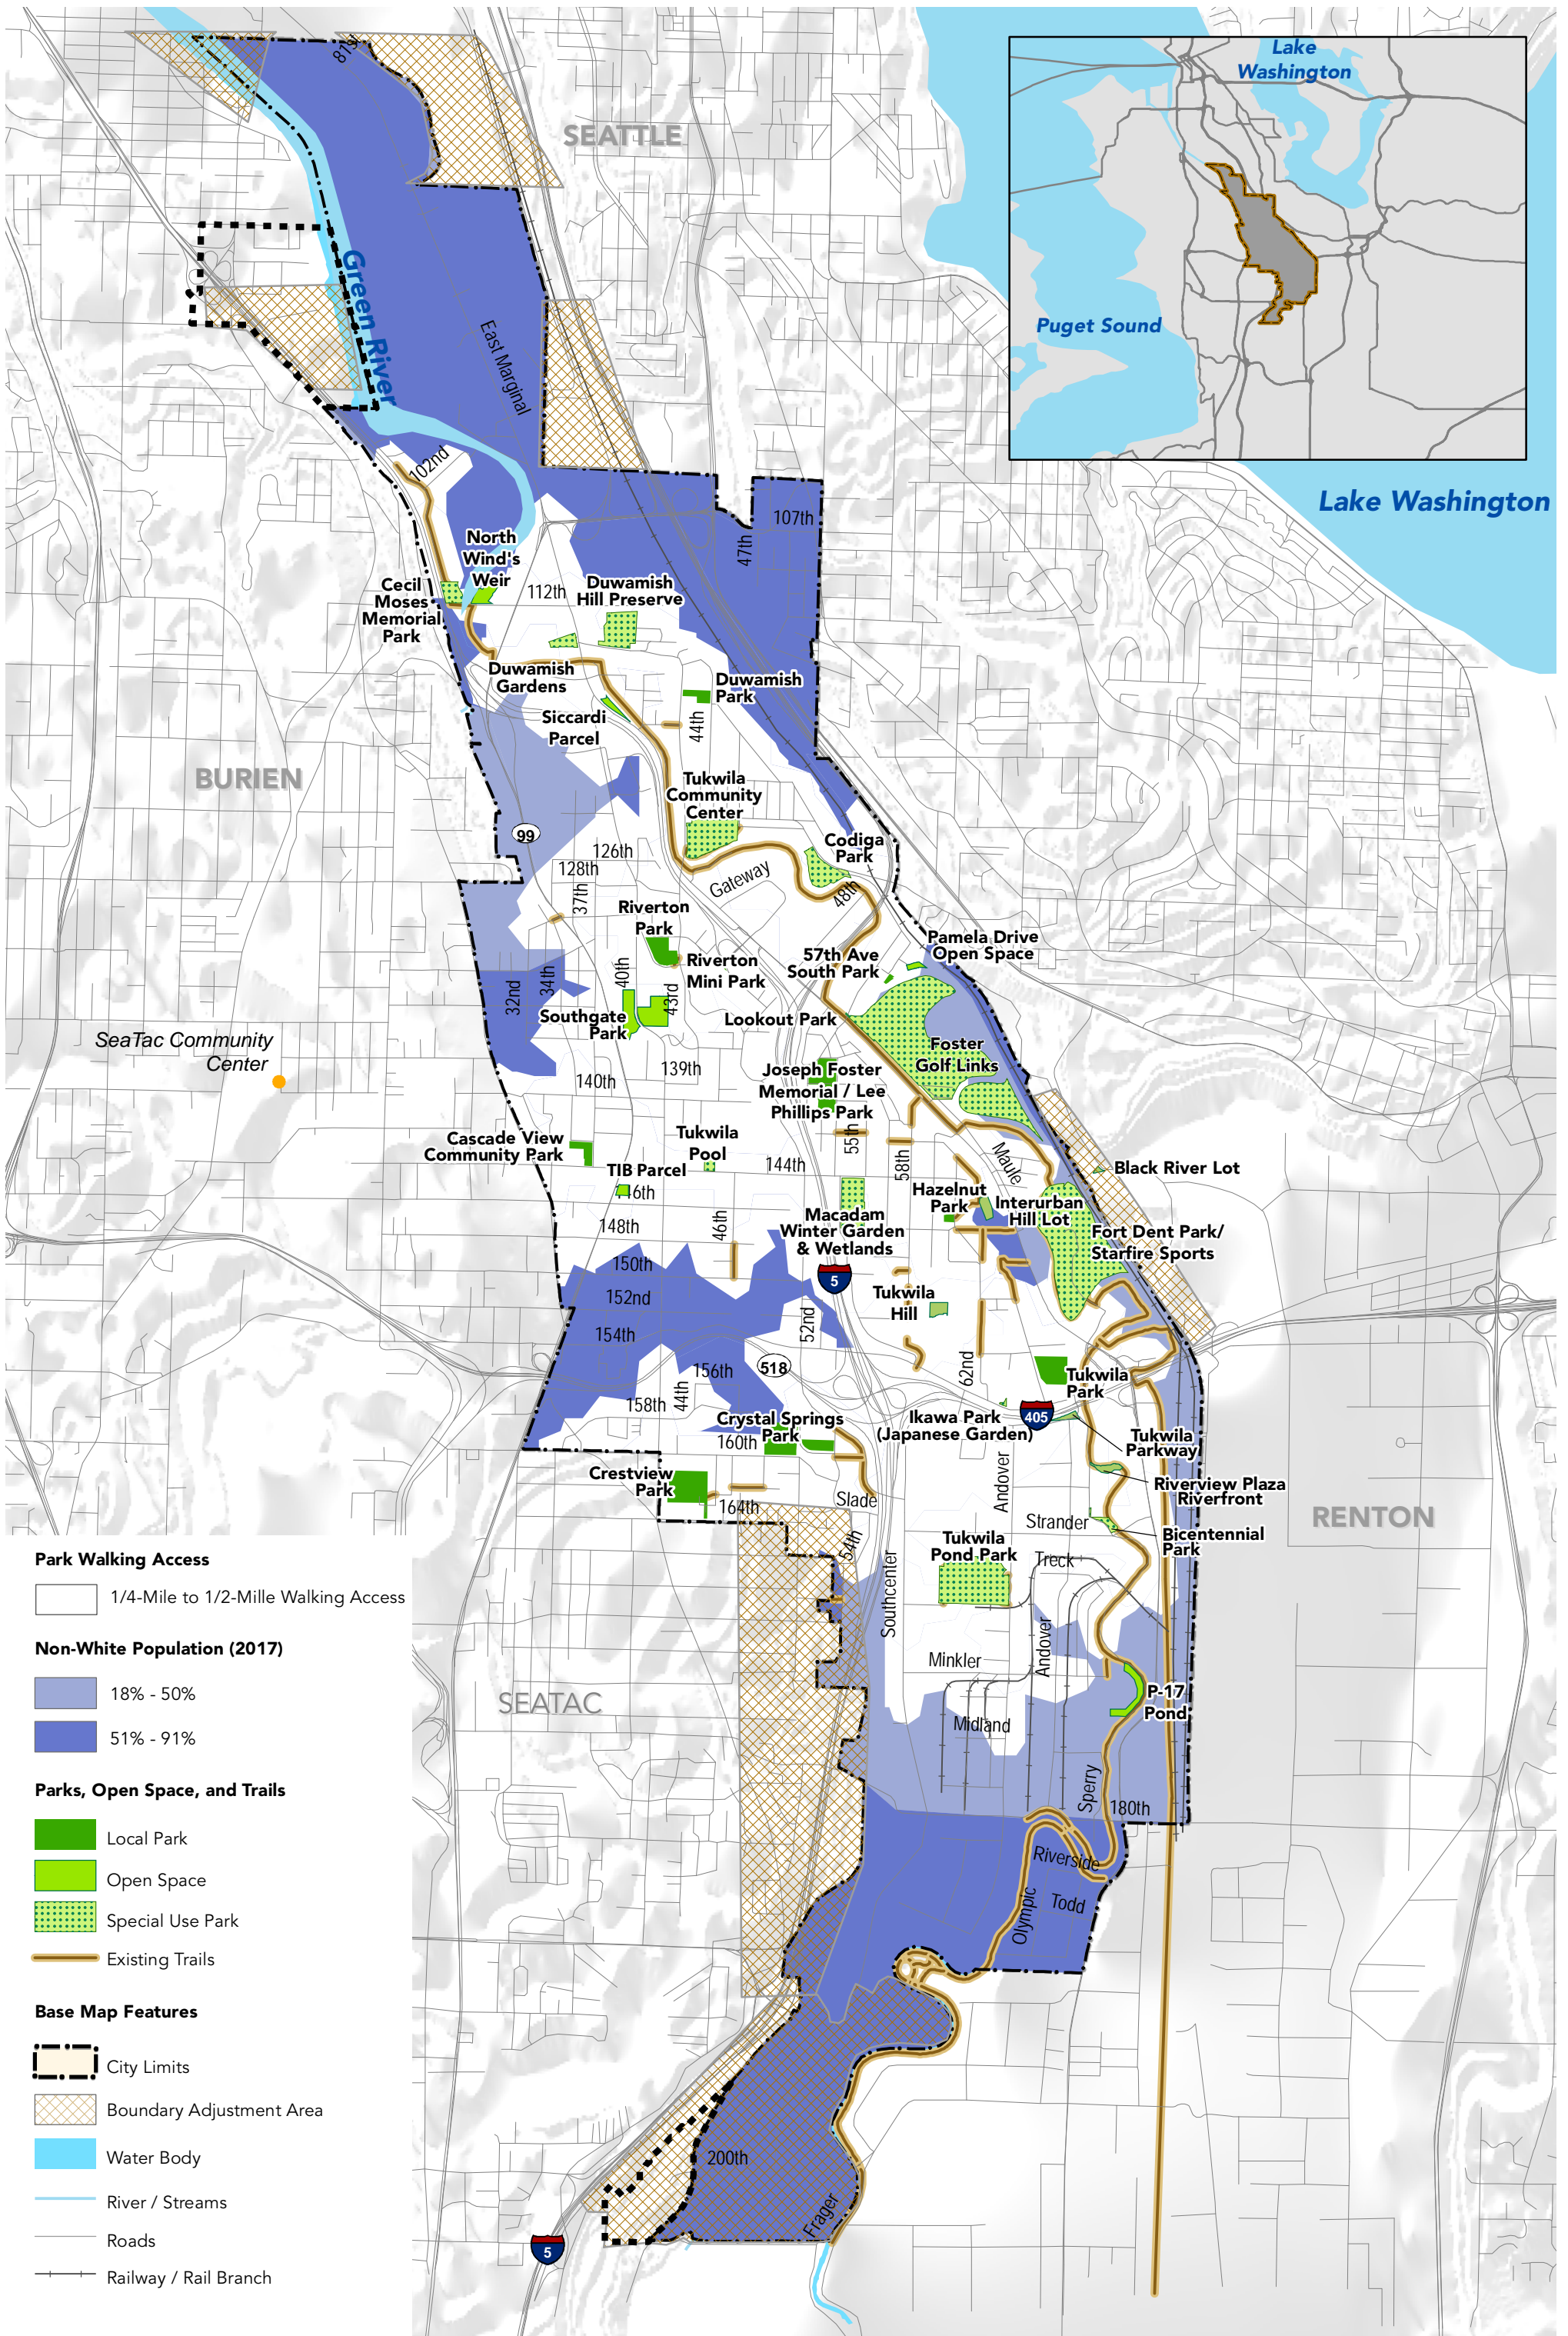 81st
SEATTLE
Lake
Washington
Puget Sound
Green River
East Marginal
102nd
Lake Washington
107th
47th
North
Wind's
Weir
112th
Duwamish
Hill Preserve
Cecil
Moses
Memorial
Park
Duwamish
Gardens
Duwamish
Park
Siccardi
Parcel
44th
BURIEN
Tukwila
Community
Center
99
126th
128th
37th
Gateway
Codiga
Park
48th
Riverton
Park
Riverton
Mini Park
57th Ave
South Park
Pamela Drive
Open Space
32nd
34th
40th
43rd
Southgate
Park
Lookout Park
SeaTac Community
Center
Foster
Golf Links
139th
140th
Joseph Foster
Memorial / Lee
Phillips Park
55th
58th
Maule
Cascade View
Community Park
Tukwila
Pool
144th
TIB Parcel
46th
Black River Lot
148th
46th
Macadam
Winter Garden
& Wetlands
Hazelnut
Park
Interurban
Hill Lot
Fort Dent Park/
Starfire Sports
150th
152nd
154th
5
52nd
Tukwila
Hill
156th
518
62nd
158th
44th
Tukwila
Park
Crystal Springs
Park
160th
Ikawa Park
(Japanese Garden)
405
Tukwila
Parkway
Crestview
Park
164th
Slade
Andover
Riverview Plaza
Riverfront
RENTON
Strander
Bicentennial
Park
54th
Tukwila
Pond Park
Treck
Southcenter
Andover
Minkler
SEATAC
P-17
Pond
Midland
Sperry
180th
Riverside
Olympic
Todd
200th
Frager
5
Park Walking Access
1/4-Mile to 1/2-Mille Walking Access
Non-White Population (2017)
18% - 50%
51% - 91%
Parks, Open Space, and Trails
Local Park
Open Space
Special Use Park
Existing Trails
Base Map Features
City Limits
Boundary Adjustment Area
Water Body
River / Streams
Roads
Railway / Rail Branch